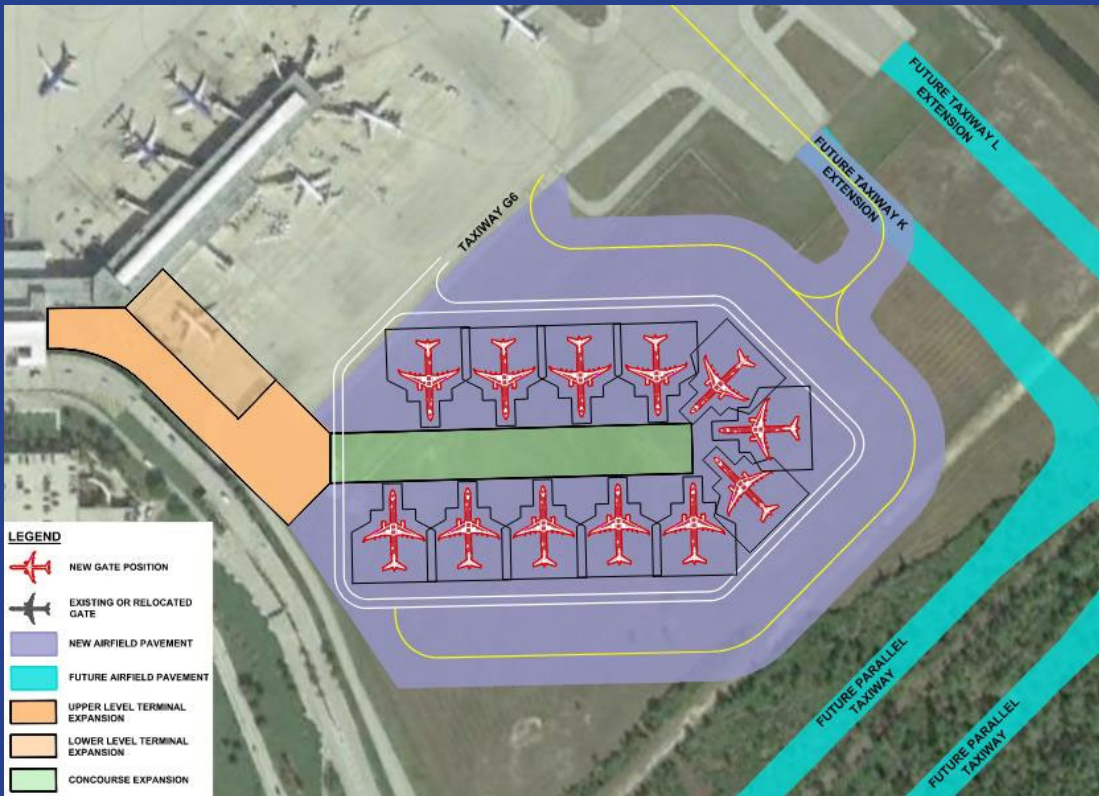 FUTURE TAXIWAY L
EXTENSION
FUTURE TAXIWAY K
EXTENSION
TAXIWAY G6
LEGEND
NEW GATE POSITION
EXISTING OR RELOCATED
GATE
NEW AIRFIELD PAVEMENT
FUTURE AIRFIELD PAVEMENT
UPPER LEVEL TERMINAL
EXPANSION
LOWER LEVEL TERMINAL
EXPANSION
CONCOURSE EXPANSION
FUTURE PARALLEL
TAXIWAY
FUTURE PARALLEL
TAXIWAY